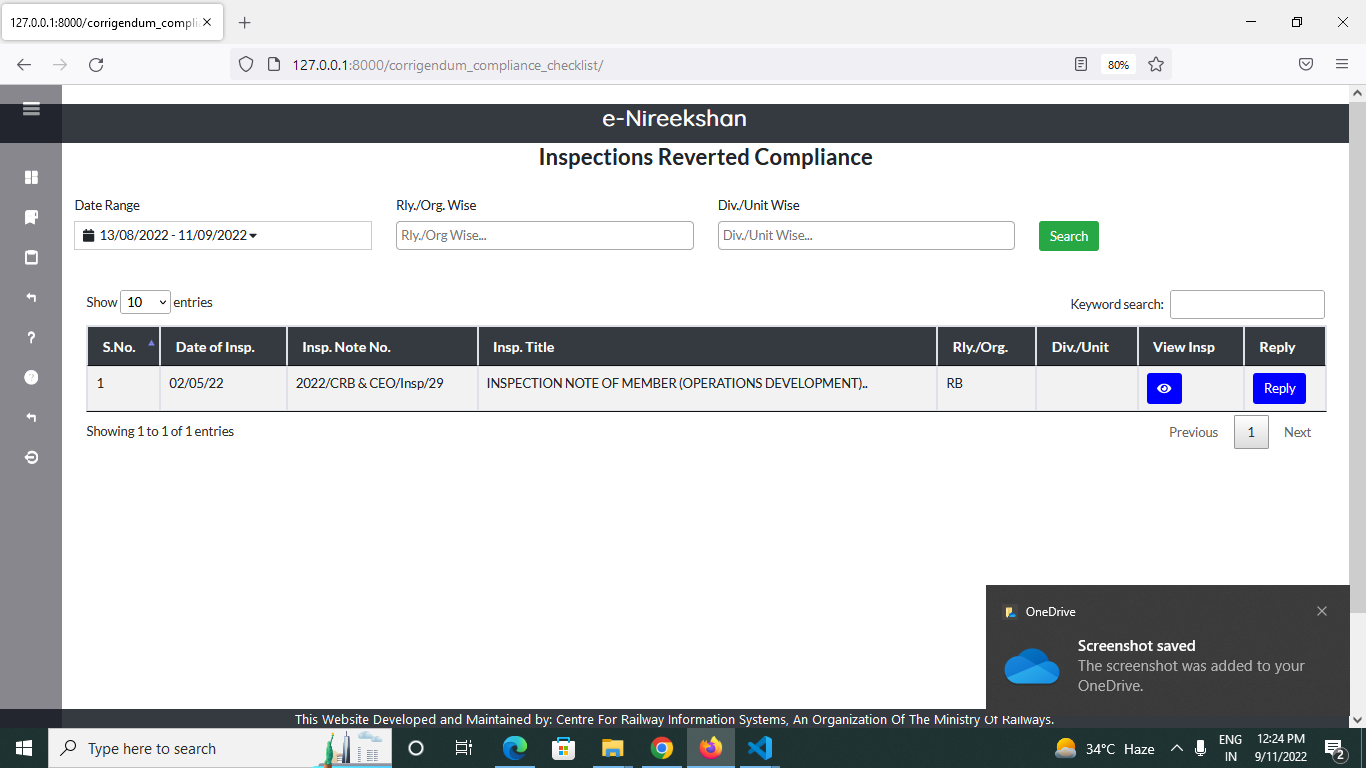 127.0.0.1:8000/corrigendum_compli
127.0.0.1:8000/corrigendum_compliance_checklist/
80%
e-Nireekshan
Inspections Reverted Compliance
Date Range
Rly./Org. Wise
Div./Unit Wise
13/08/2022 - 11/09/2022
Rly./Org Wise...
Div./Unit Wise...
Search
Show 10 entries
Keyword search:
S.No. Date of Insp. Insp. Note No. Insp. Title Rly./Org. Div./Unit View Insp Reply
1 02/05/22 2022/CRB & CEO/Insp/29 INSPECTION NOTE OF MEMBER (OPERATIONS DEVELOPMENT).. RB Reply
Showing 1 to 1 of 1 entries
Previous 1 Next
OneDrive
Screenshot saved
The screenshot was added to your
OneDrive.
This Website Developed and Maintained by: Centre For Railway Information Systems, An Organization Of The Ministry Of Railways.
Type here to search
34°C Haze
ENG
IN
12:24 PM
9/11/2022
2